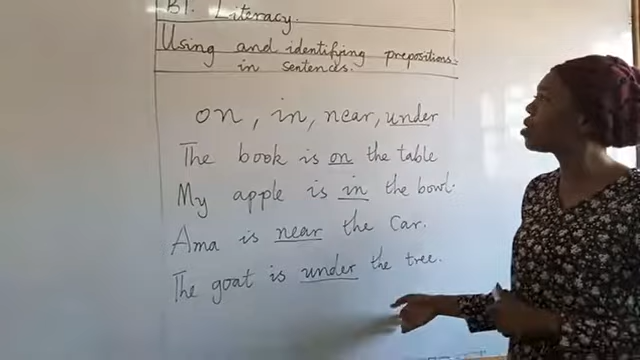 B1. Literacy.
Using and identifying prepositions
in sentences.
on, in, near, under
The book is on the table
My apple is in the bowl.
Ama is near the Car.
The goat is under the tree.